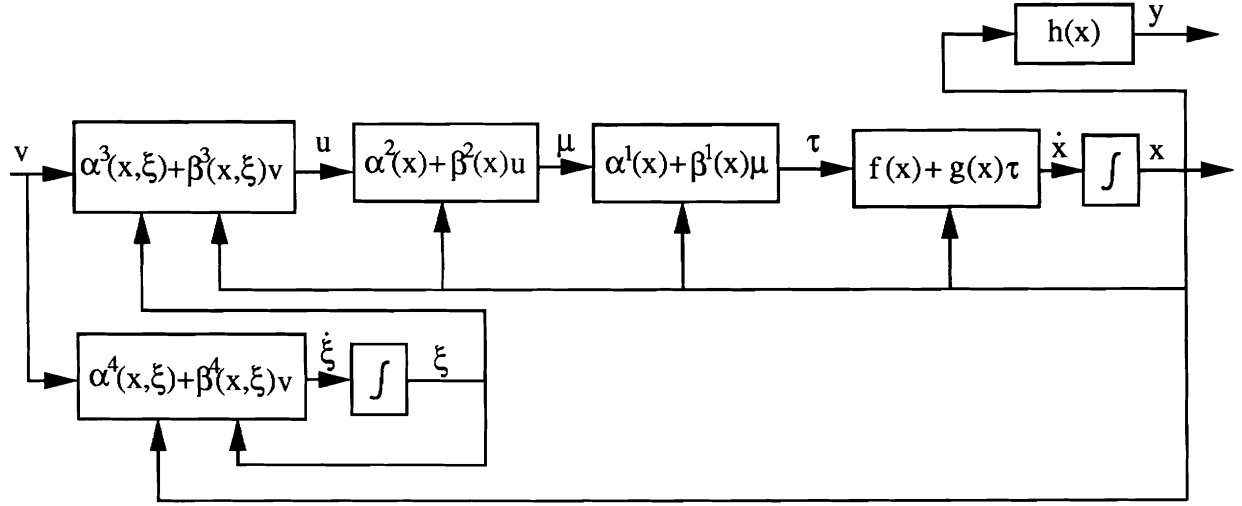 y
h(x)
v
α³(x,ξ)+β³(x,ξ)v
u
α²(x)+β²(x)u
μ
α¹(x)+β¹(x)μ
τ
f(x)+g(x)τ
ẋ
∫
x
α⁴(x,ξ)+β⁴(x,ξ)v
ξ̇
∫
ξ